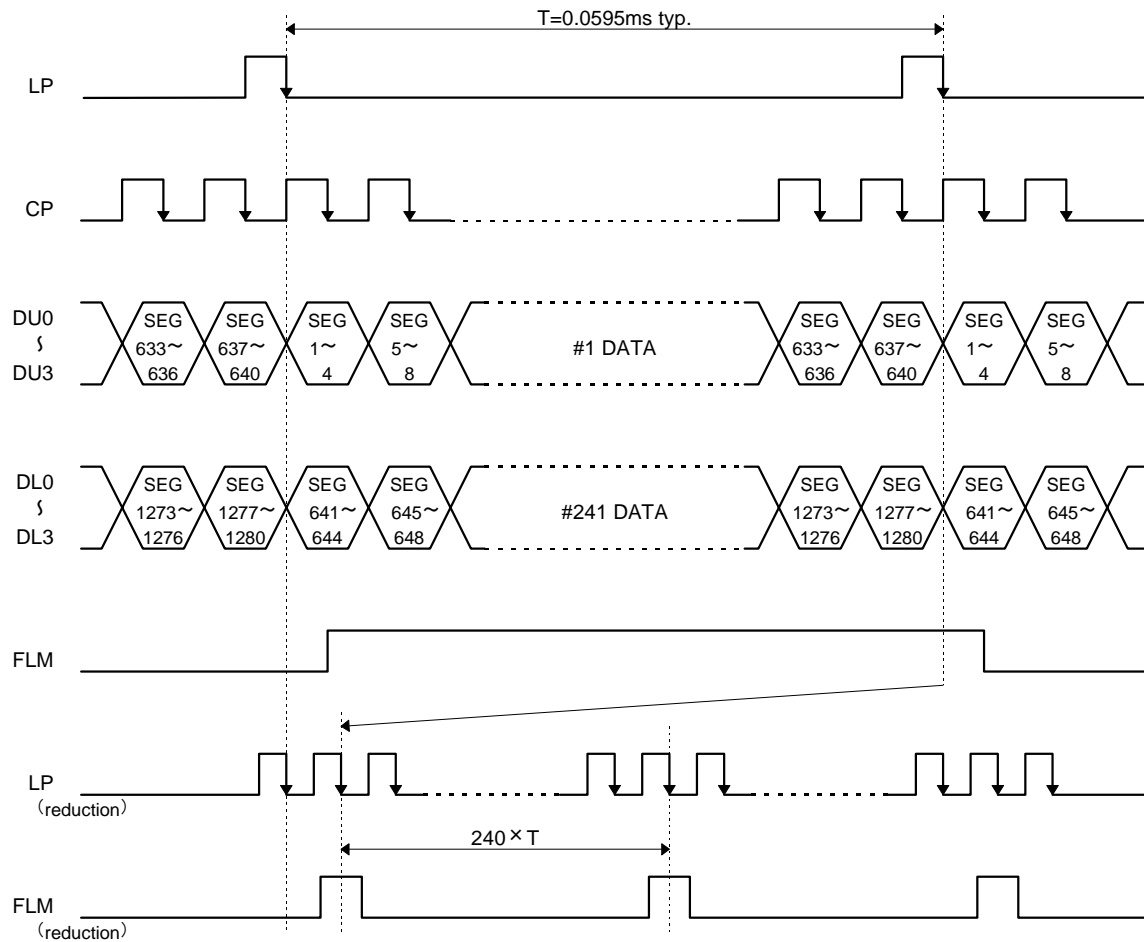 T=0.0595ms typ.
LP
CP
DU0
∼
DU3
SEG 633～ 636
SEG 637～ 640
SEG 1～ 4
SEG 5～ 8
#1 DATA
SEG 633～ 636
SEG 637～ 640
SEG 1～ 4
SEG 5～ 8
DL0
∼
DL3
SEG 1273～ 1276
SEG 1277～ 1280
SEG 641～ 644
SEG 645～ 648
#241 DATA
SEG 1273～ 1276
SEG 1277～ 1280
SEG 641～ 644
SEG 645～ 648
FLM
LP
(reduction)
240×T
FLM
(reduction)